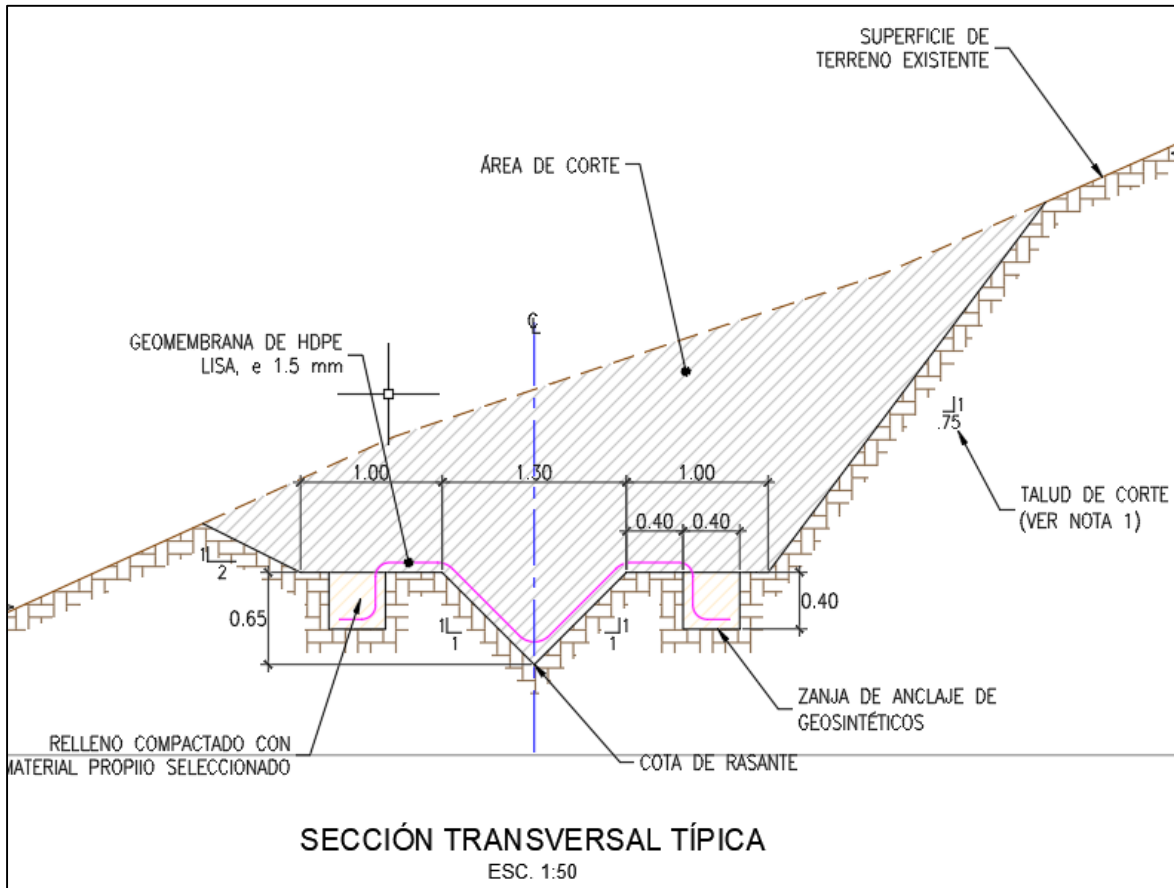 SUPERFICIE DE
TERRENO EXISTENTE
ÁREA DE CORTE
GEOMEMBRANA DE HDPE
LISA, e 1.5 mm
℄
1
.75
1.00
1.30
1.00
TALUD DE CORTE
(VER NOTA 1)
0.40
0.40
1
2
0.65
0.40
1
1
1
1
ZANJA DE ANCLAJE DE
GEOSINTÉTICOS
RELLENO COMPACTADO CON
MATERIAL PROPIIO SELECCIONADO
COTA DE RASANTE
SECCIÓN TRANSVERSAL TÍPICA
ESC. 1:50